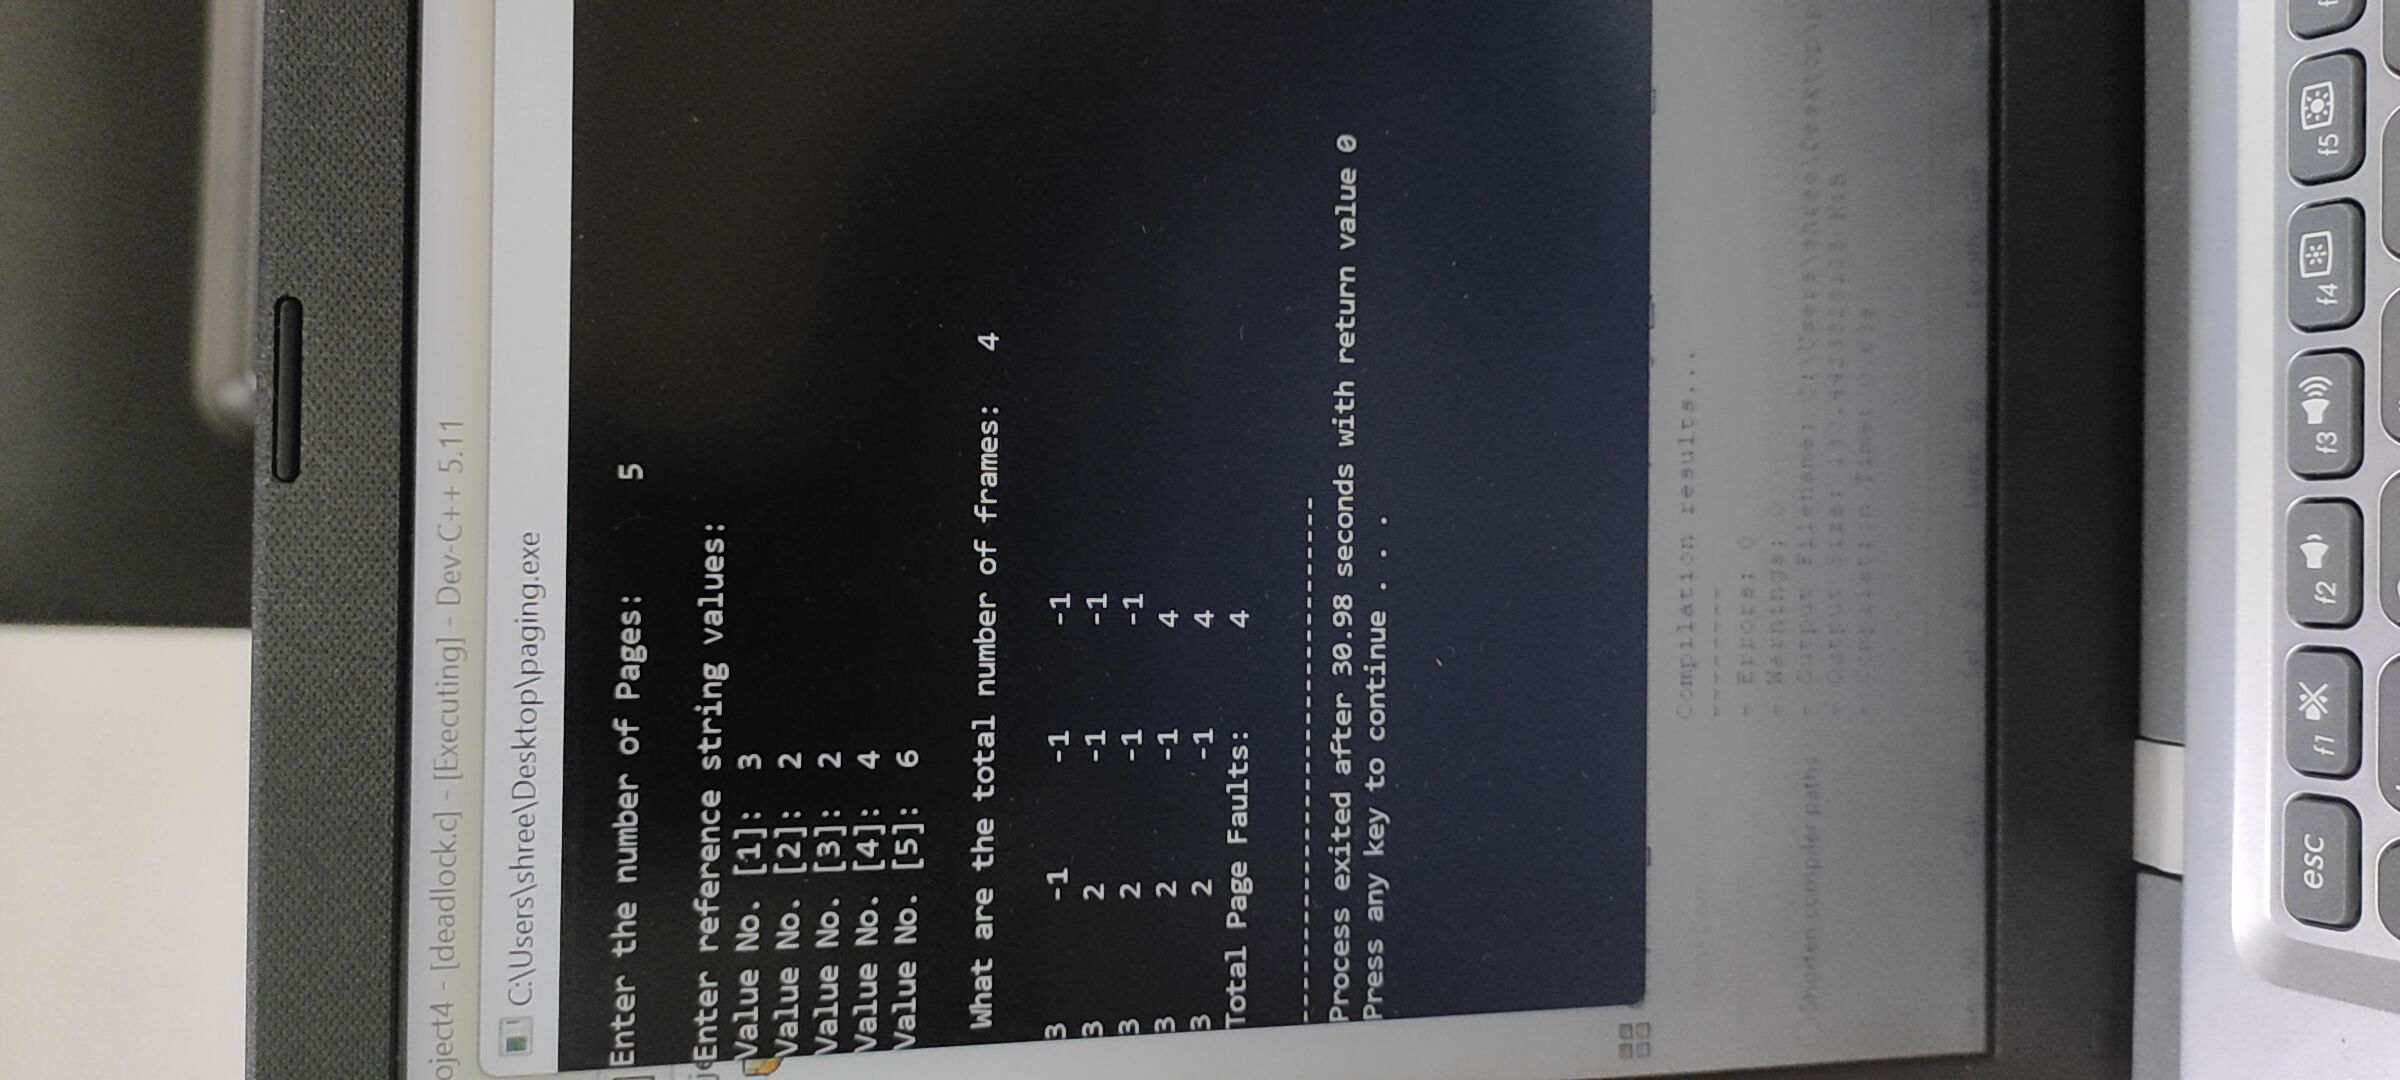 oject4 - [deadlock.c] - [Executing] - Dev-C++ 5.11
C:\Users\shree\Desktop\paging.exe
Enter the number of Pages: 5
Enter reference string values:
Value No. [1]: 3
Value No. [2]: 2
Value No. [3]: 2
Value No. [4]: 4
Value No. [5]: 6
What are the total number of frames: 4
3 -1 -1 -1
3 2 -1 -1
3 2 -1 -1
3 2 -1 4
3 2 -1 4
Total Page Faults: 4
--------------------------------
Process exited after 30.98 seconds with return value 0
Press any key to continue . . .
Compilation results...
--------
- Errors: 0
- Warnings: 0
Shorten compiler paths
- Output Filename: C:\Users\shree\Desktop\p
- Output Size: KiB
- Compilation Time:
esc f1 f2 f3 f4 f5